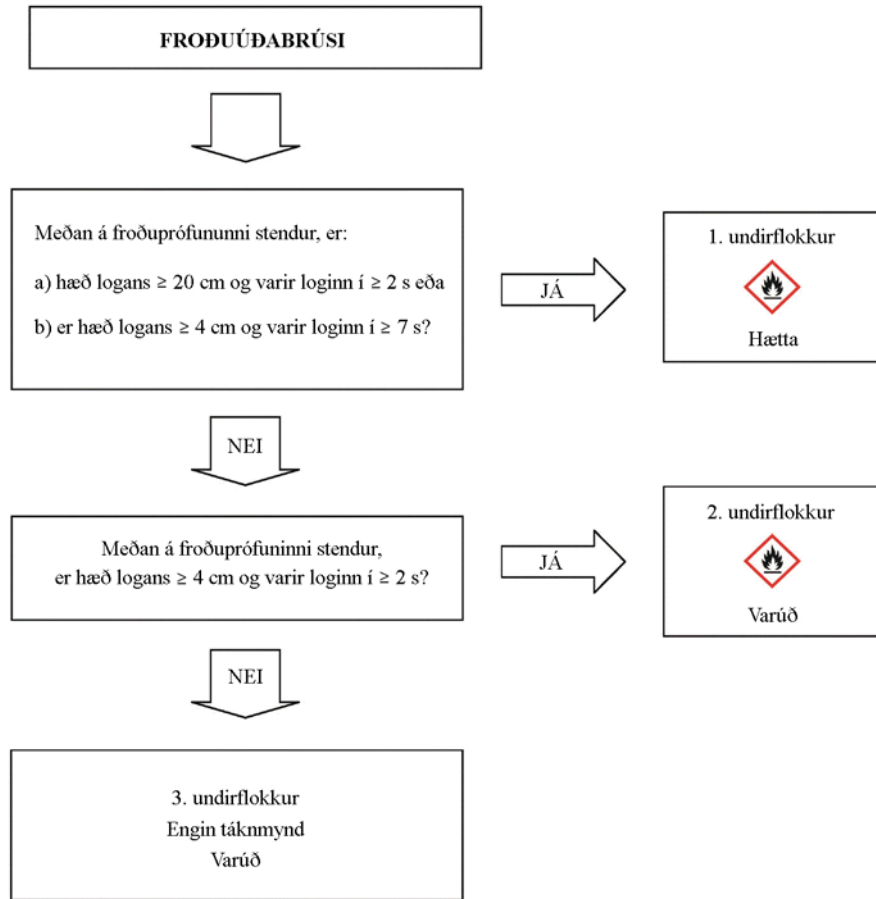 FROÐUÚÐABRÚSI
Meðan á froðuprófununni stendur, er:
a) hæð logans ≥ 20 cm og varir loginn í ≥ 2 s eða
b) er hæð logans ≥ 4 cm og varir loginn í ≥ 7 s?
JÁ
1. undirflokkur
Hætta
NEI
Meðan á froðuprófuninni stendur,
er hæð logans ≥ 4 cm og varir loginn í ≥ 2 s?
JÁ
2. undirflokkur
Varúð
NEI
3. undirflokkur
Engin táknmynd
Varúð